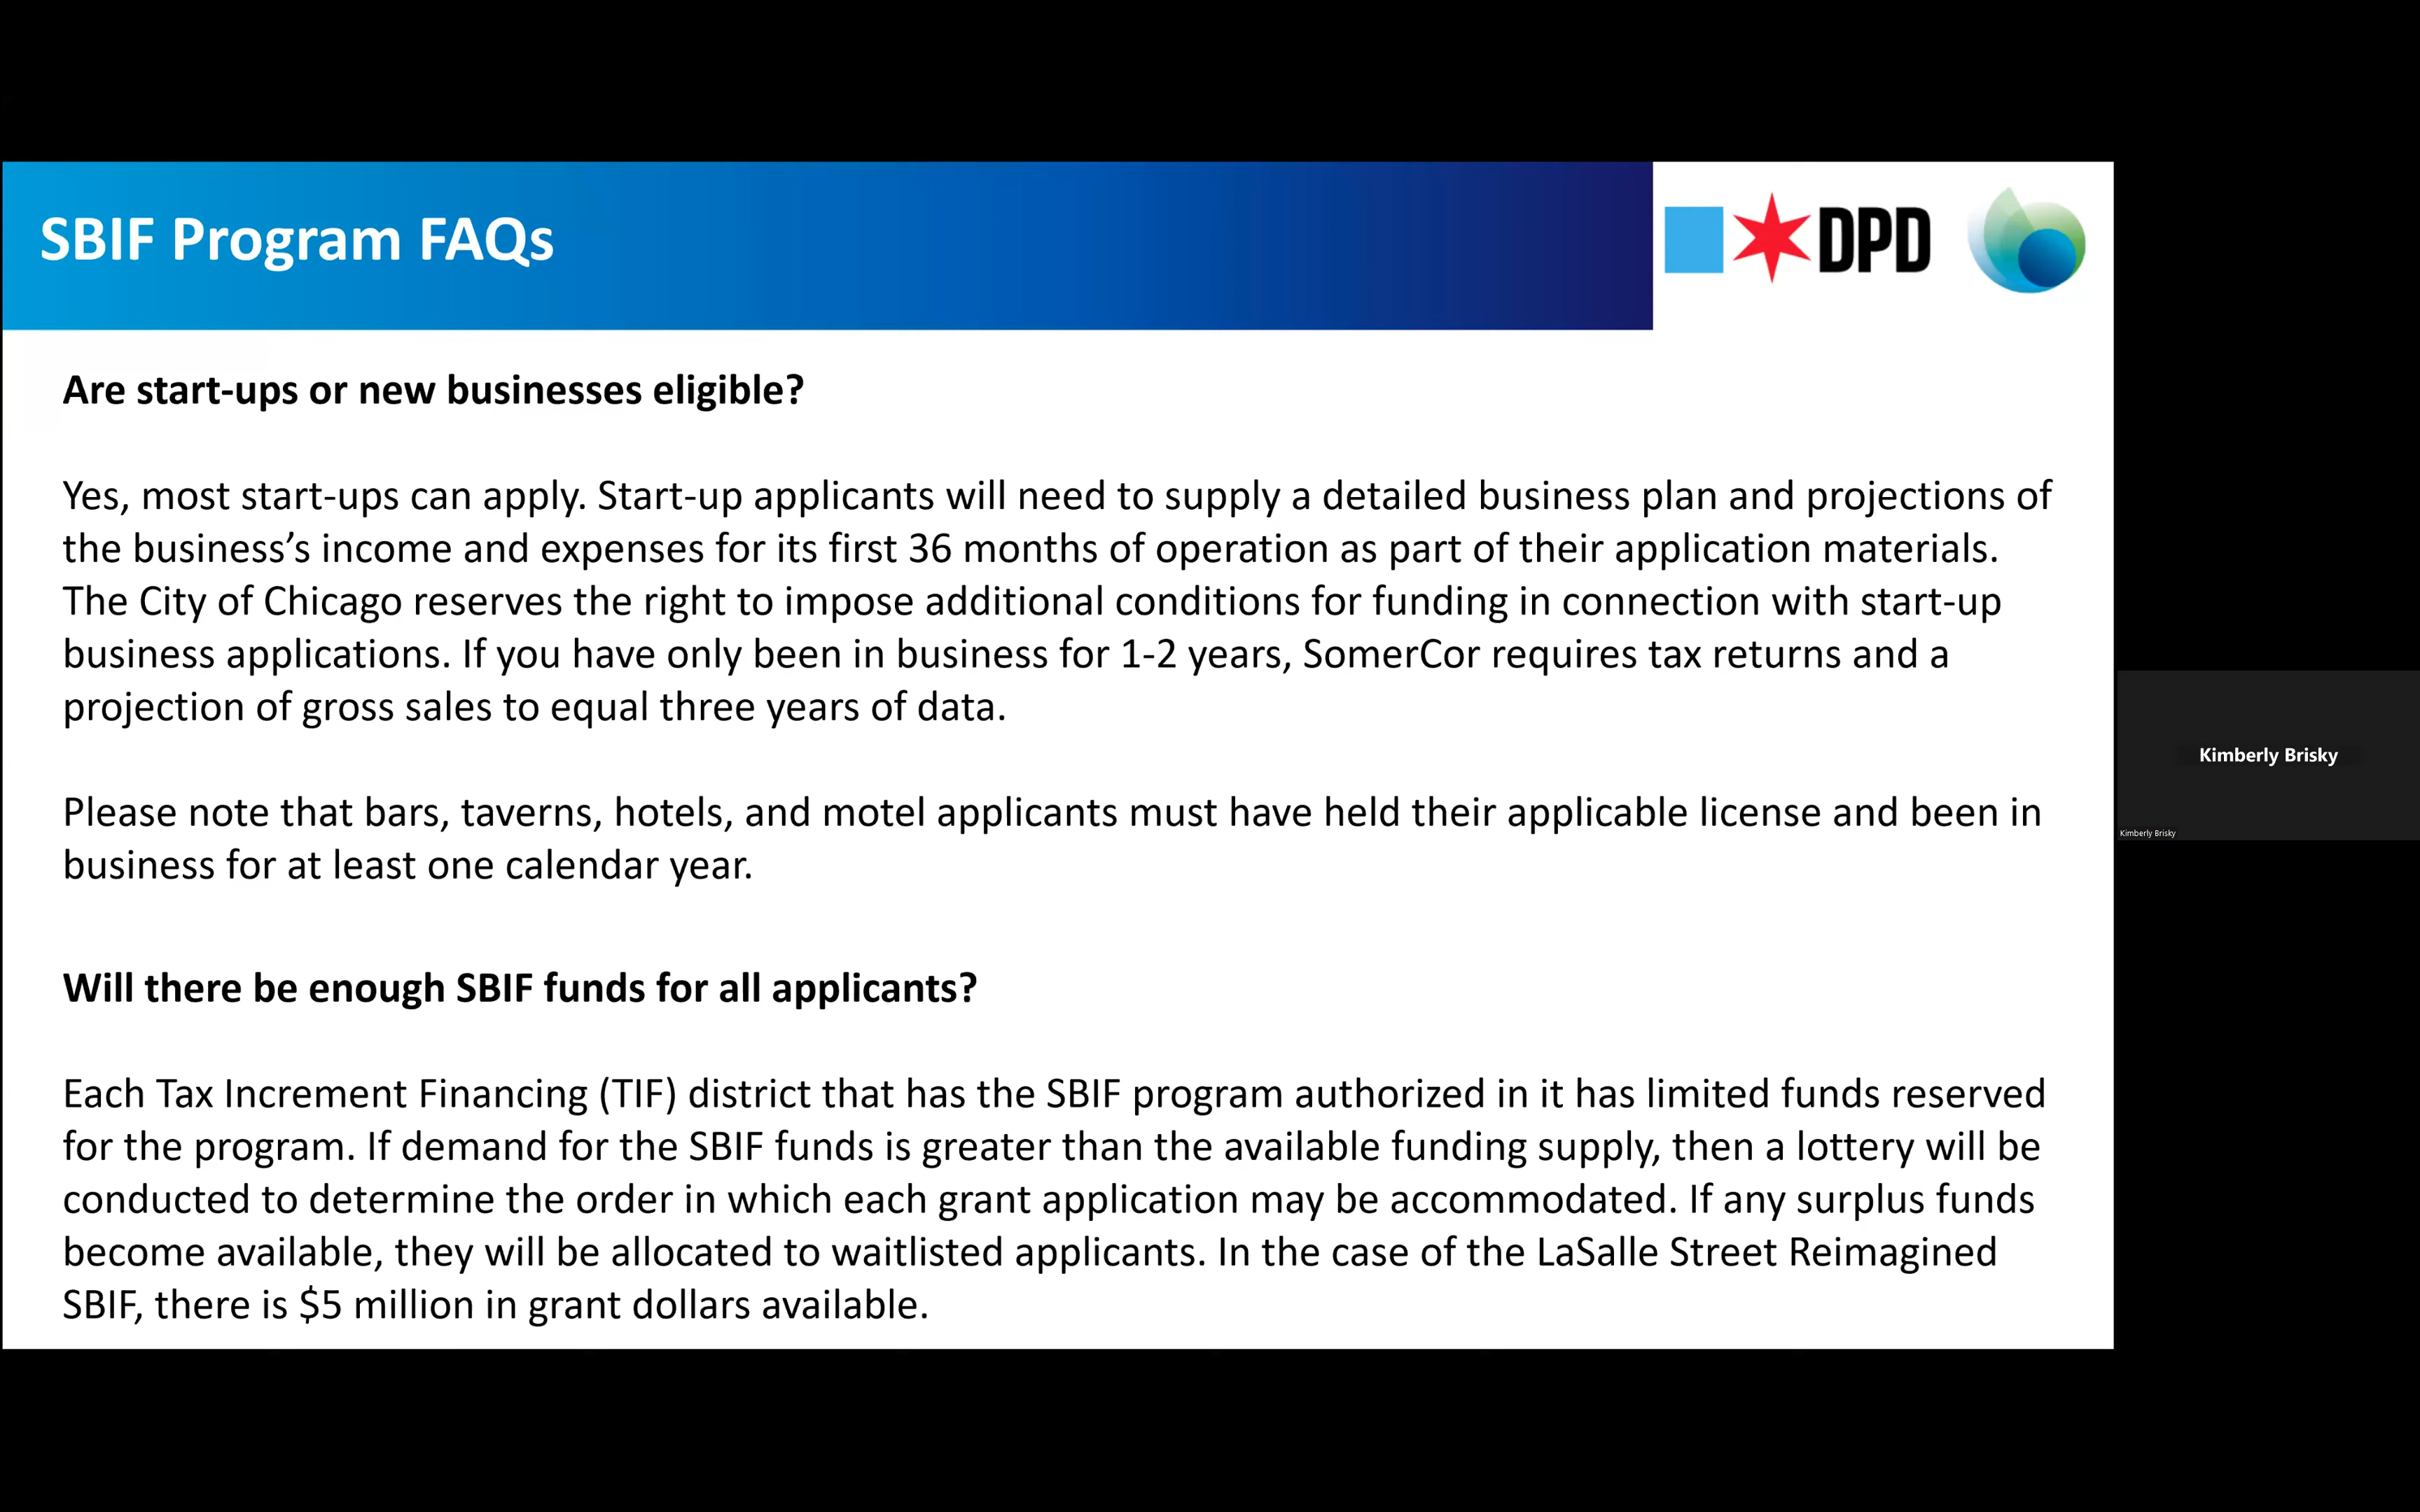 SBIF Program FAQs
DPD
Are start-ups or new businesses eligible?
Yes, most start-ups can apply. Start-up applicants will need to supply a detailed business plan and projections of
the business’s income and expenses for its first 36 months of operation as part of their application materials.
The City of Chicago reserves the right to impose additional conditions for funding in connection with start-up
business applications. If you have only been in business for 1-2 years, SomerCor requires tax returns and a
projection of gross sales to equal three years of data.
Please note that bars, taverns, hotels, and motel applicants must have held their applicable license and been in
business for at least one calendar year.
Will there be enough SBIF funds for all applicants?
Each Tax Increment Financing (TIF) district that has the SBIF program authorized in it has limited funds reserved
for the program. If demand for the SBIF funds is greater than the available funding supply, then a lottery will be
conducted to determine the order in which each grant application may be accommodated. If any surplus funds
become available, they will be allocated to waitlisted applicants. In the case of the LaSalle Street Reimagined
SBIF, there is $5 million in grant dollars available.
Kimberly Brisky
Kimberly Brisky